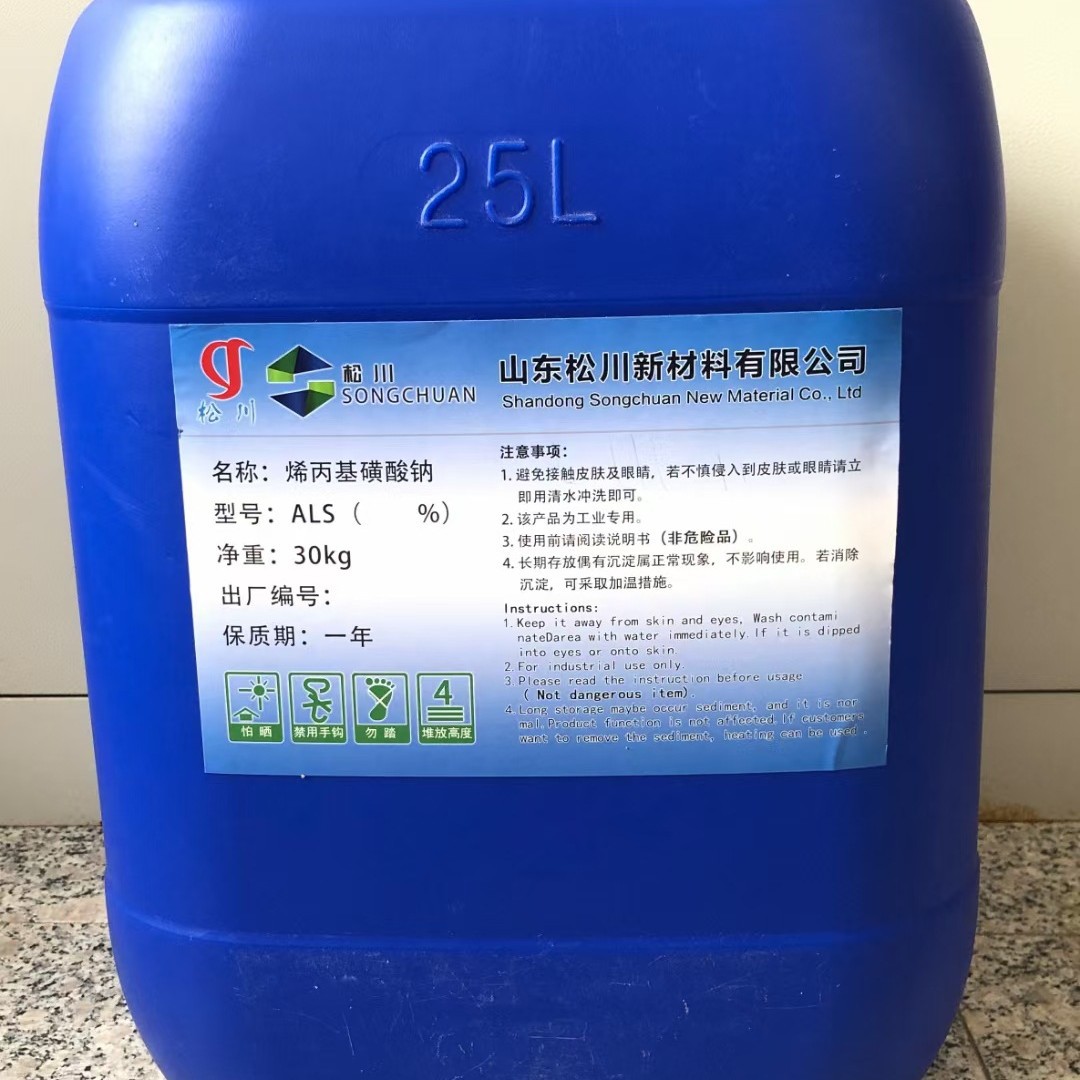 25L
松川
松川
SONGCHUAN
山东松川新材料有限公司
Shandong Songchuan New Material Co., Ltd
名称：烯丙基磺酸钠
型号：ALS（ %）
净重：30kg
出厂编号：
保质期：一年
怕晒
禁用手钩
勿踏
4
堆放高度
注意事项：
1.避免接触皮肤及眼睛，若不慎侵入到皮肤或眼睛请立
即用清水冲洗即可。
2.该产品为工业专用。
3.使用前请阅读说明书（非危险品）。
4.长期存放偶有沉淀属正常现象，不影响使用。若消除
沉淀，可采取加温措施。
Instructions:
1.Keep it away from skin and eyes, Wash contami
nateDarea with water immediately.If it is dipped
into eyes or onto skin.
2.For industrial use only.
3.Please read the instruction before usage
( Not dangerous item).
4.Long storage maybe occur sediment, and it is nor
mal.Product function is not affected.If customers
want to remove the sediment, heating can be used .